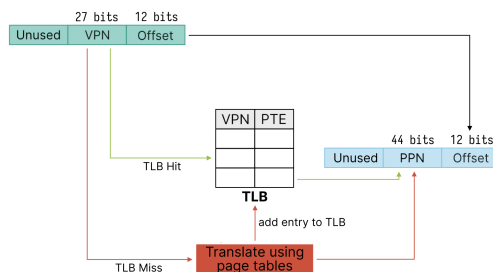 27 bits 12 bits
Unused VPN Offset
VPN PTE
44 bits 12 bits
Unused PPN Offset
TLB Hit
TLB
add entry to TLB
Translate using
page tables
TLB Miss